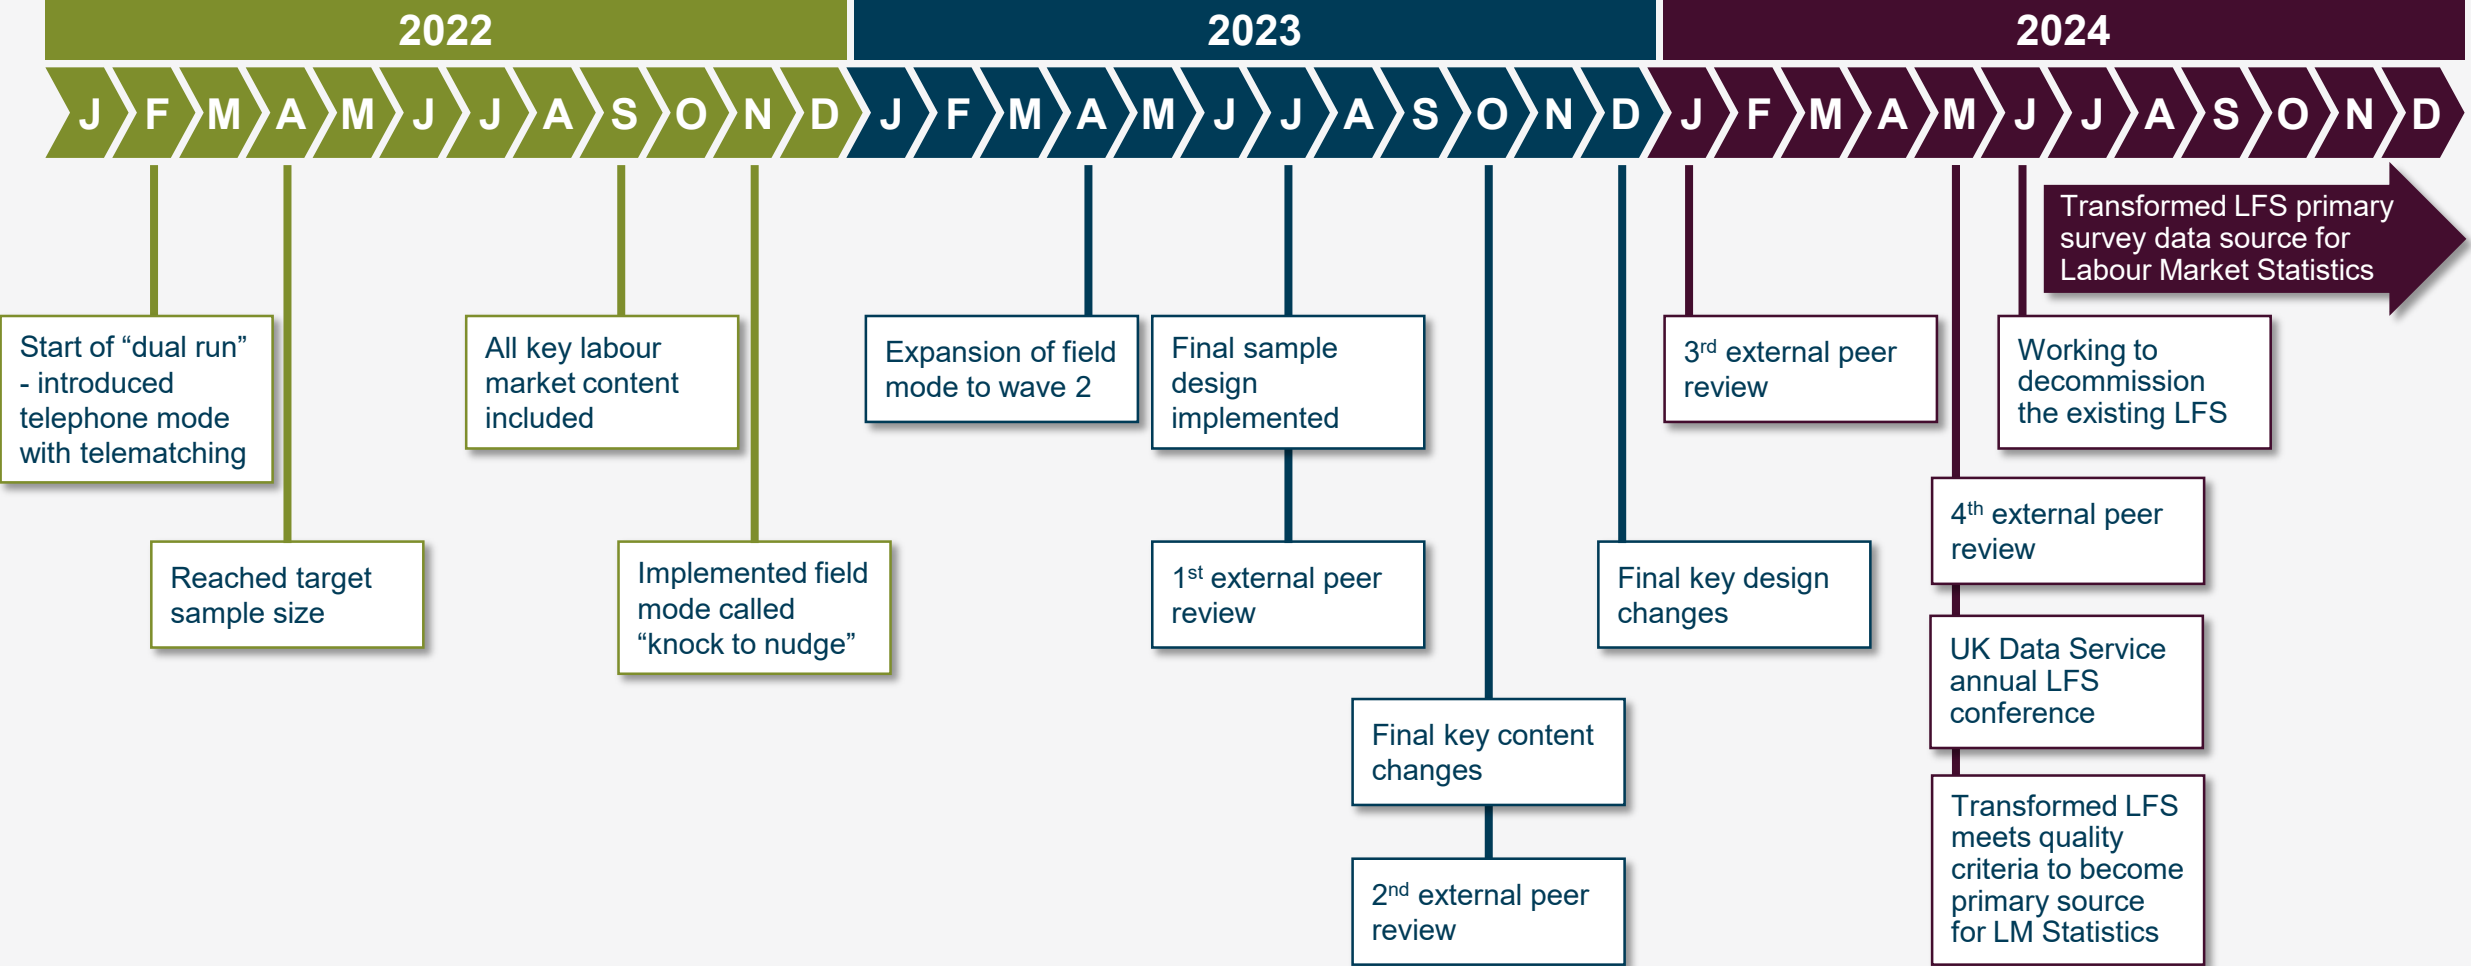 2022
2023
2024
J F M A M J J A S O N D J F M A M J J A S O N D J F M A M J J A S O N D
Transformed LFS primary
survey data source for
Labour Market Statistics
Start of “dual run”
- introduced
telephone mode
with telematching
All key labour
market content
included
Expansion of field
mode to wave 2
Final sample
design
implemented
3rd external peer
review
Working to
decommission
the existing LFS
Reached target
sample size
Implemented field
mode called
“knock to nudge”
1st external peer
review
Final key design
changes
4th external peer
review
UK Data Service
annual LFS
conference
Final key content
changes
2nd external peer
review
Transformed LFS
meets quality
criteria to become
primary source
for LM Statistics